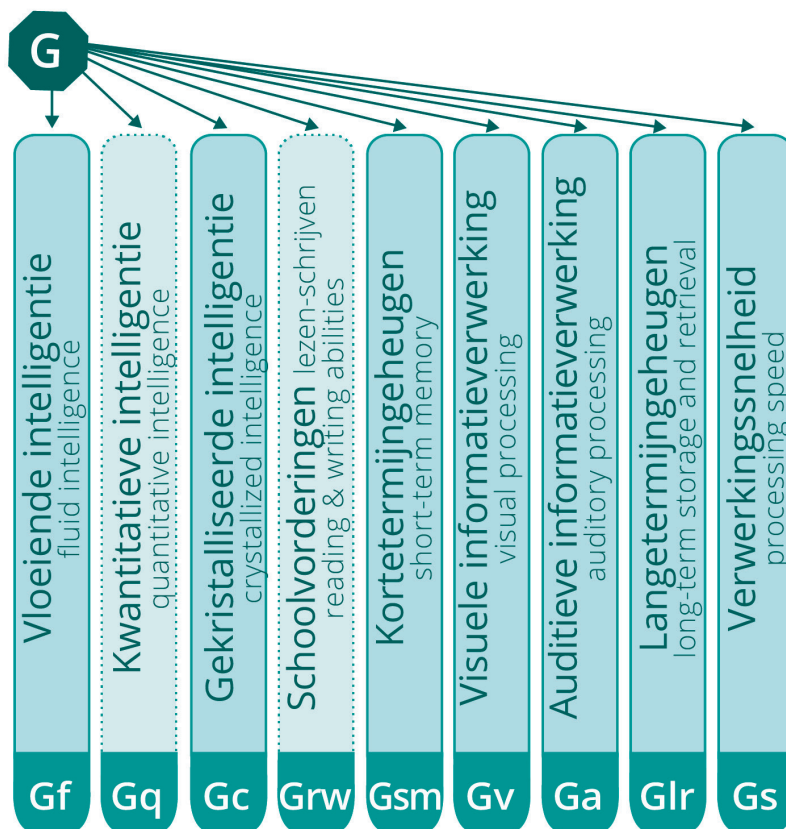 G
Vloeiende intelligentie
fluid intelligence
Gf
Kwantitatieve intelligentie
quantitative intelligence
Gq
Gekristalliseerde intelligentie
crystallized intelligence
Gc
Schoolvorderingen lezen-schrijven
reading & writing abilities
Grw
Kortetermijngeheugen
short-term memory
Gsm
Visuele informatieverwerking
visual processing
Gv
Auditieve informatieverwerking
auditory processing
Ga
Langetermijngeheugen
long-term storage and retrieval
Glr
Verwerkingssnelheid
processing speed
Gs